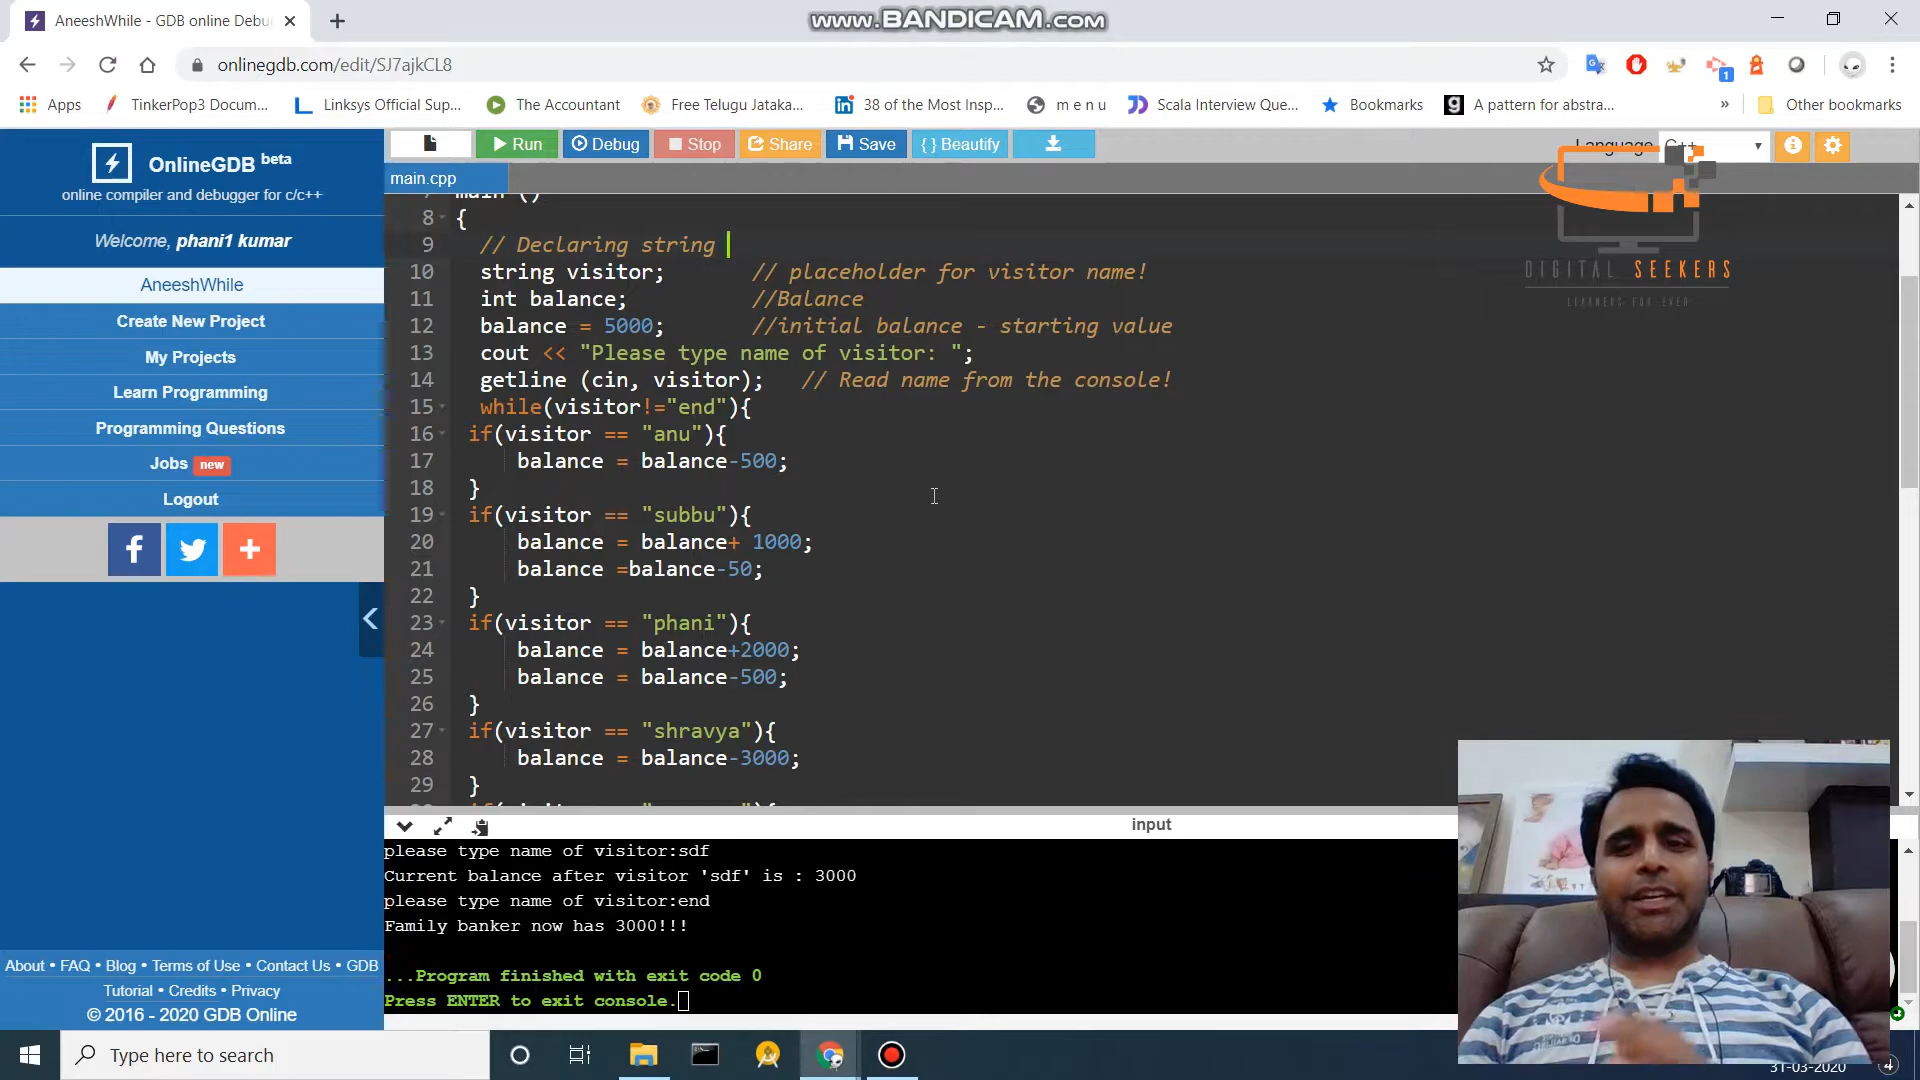 AneeshWhile - GDB online Debu
www.BANDICAM.com
onlinegdb.com/edit/SJ7ajkCL8
1
Apps
TinkerPop3 Docum...
Linksys Official Sup...
The Accountant
Free Telugu Jataka...
38 of the Most Insp...
m e n u
Scala Interview Que...
Bookmarks
A pattern for abstra...
»
Other bookmarks
OnlineGDB beta
online compiler and debugger for c/c++
Welcome, phani1 kumar
AneeshWhile
Create New Project
My Projects
Learn Programming
Programming Questions
Jobs new
Logout
About • FAQ • Blog • Terms of Use • Contact Us • GDB
Tutorial • Credits • Privacy
© 2016 - 2020 GDB Online
Run
Debug
Stop
Share
Save
{ } Beautify
Language
C++
main.cpp
main ()
8 {
9 // Declaring string
10 string visitor; // placeholder for visitor name!
11 int balance; //Balance
12 balance = 5000; //initial balance - starting value
13 cout << "Please type name of visitor: ";
14 getline (cin, visitor); // Read name from the console!
15 while(visitor!="end"){
16 if(visitor == "anu"){
17 balance = balance-500;
18 }
19 if(visitor == "subbu"){
20 balance = balance+ 1000;
21 balance =balance-50;
22 }
23 if(visitor == "phani"){
24 balance = balance+2000;
25 balance = balance-500;
26 }
27 if(visitor == "shravya"){
28 balance = balance-3000;
29 }
DIGITAL SEEKERS
LEARNERS FOR EVER
input
please type name of visitor:sdf
Current balance after visitor 'sdf' is : 3000
please type name of visitor:end
Family banker now has 3000!!!
...Program finished with exit code 0
Press ENTER to exit console.
Type here to search
31-03-2020
4